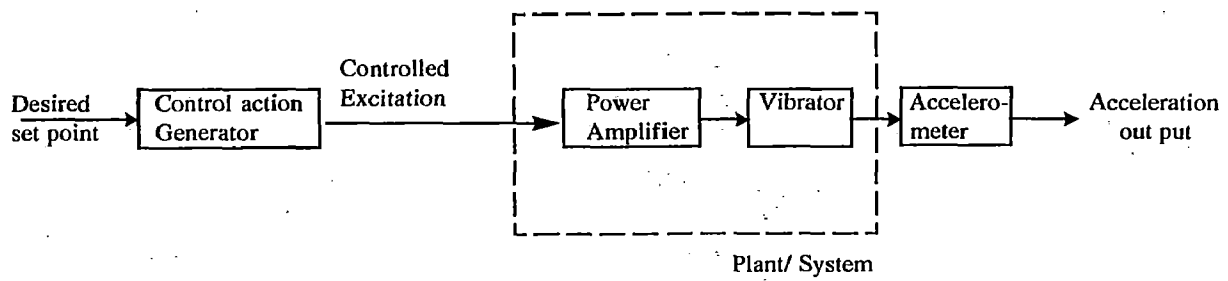 Desired
set point
Control action
Generator
Controlled
Excitation
Power
Amplifier
Vibrator
Accelero-
meter
Acceleration
out put
Plant/ System